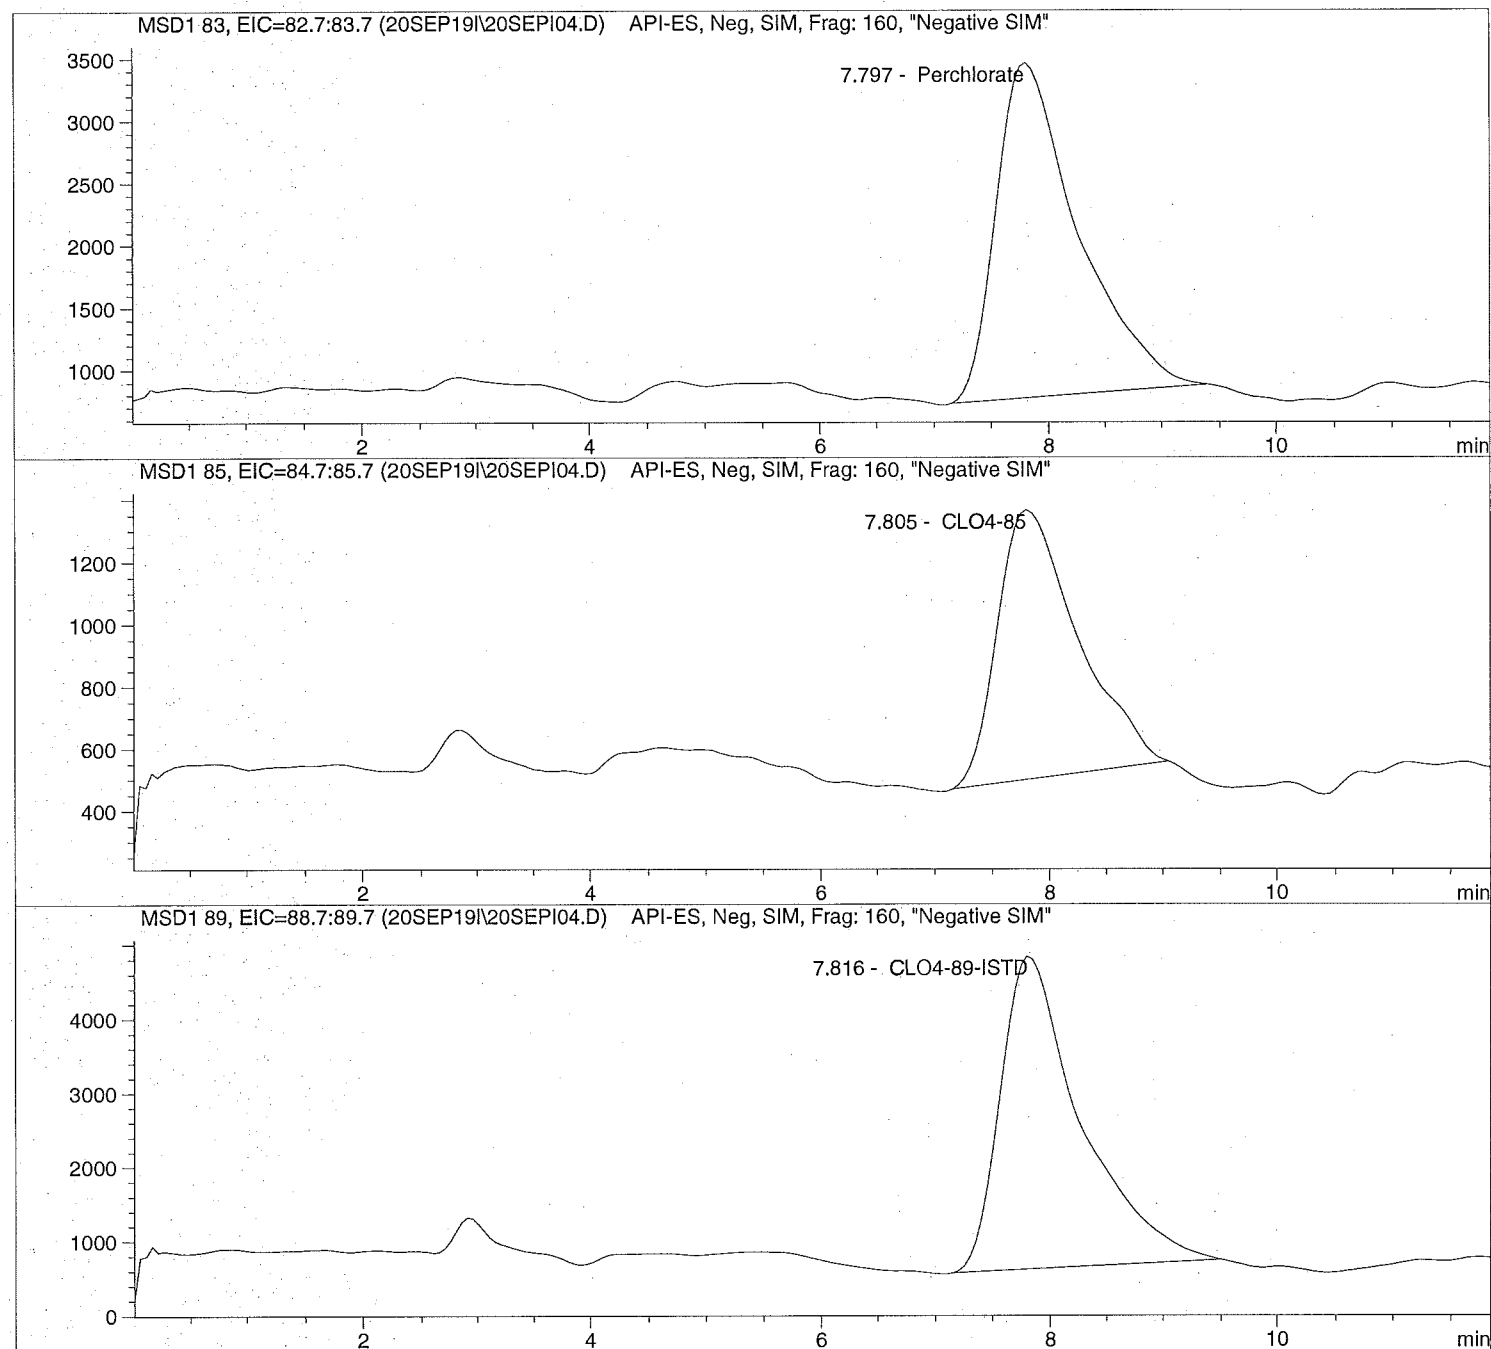 MSD1 83, EIC=82.7:83.7 (20SEP19I\20SEPI04.D) API-ES, Neg, SIM, Frag: 160, "Negative SIM"
3500
7.797 - Perchlorate
3000
2500
2000
1500
1000
2 4 6 8 10 min
MSD1 85, EIC=84.7:85.7 (20SEP19I\20SEPI04.D) API-ES, Neg, SIM, Frag: 160, "Negative SIM"
7.805 - CLO4-85
1200
1000
800
600
400
2 4 6 8 10 min
MSD1 89, EIC=88.7:89.7 (20SEP19I\20SEPI04.D) API-ES, Neg, SIM, Frag: 160, "Negative SIM"
7.816 - CLO4-89-ISTD
4000
3000
2000
1000
0
2 4 6 8 10 min